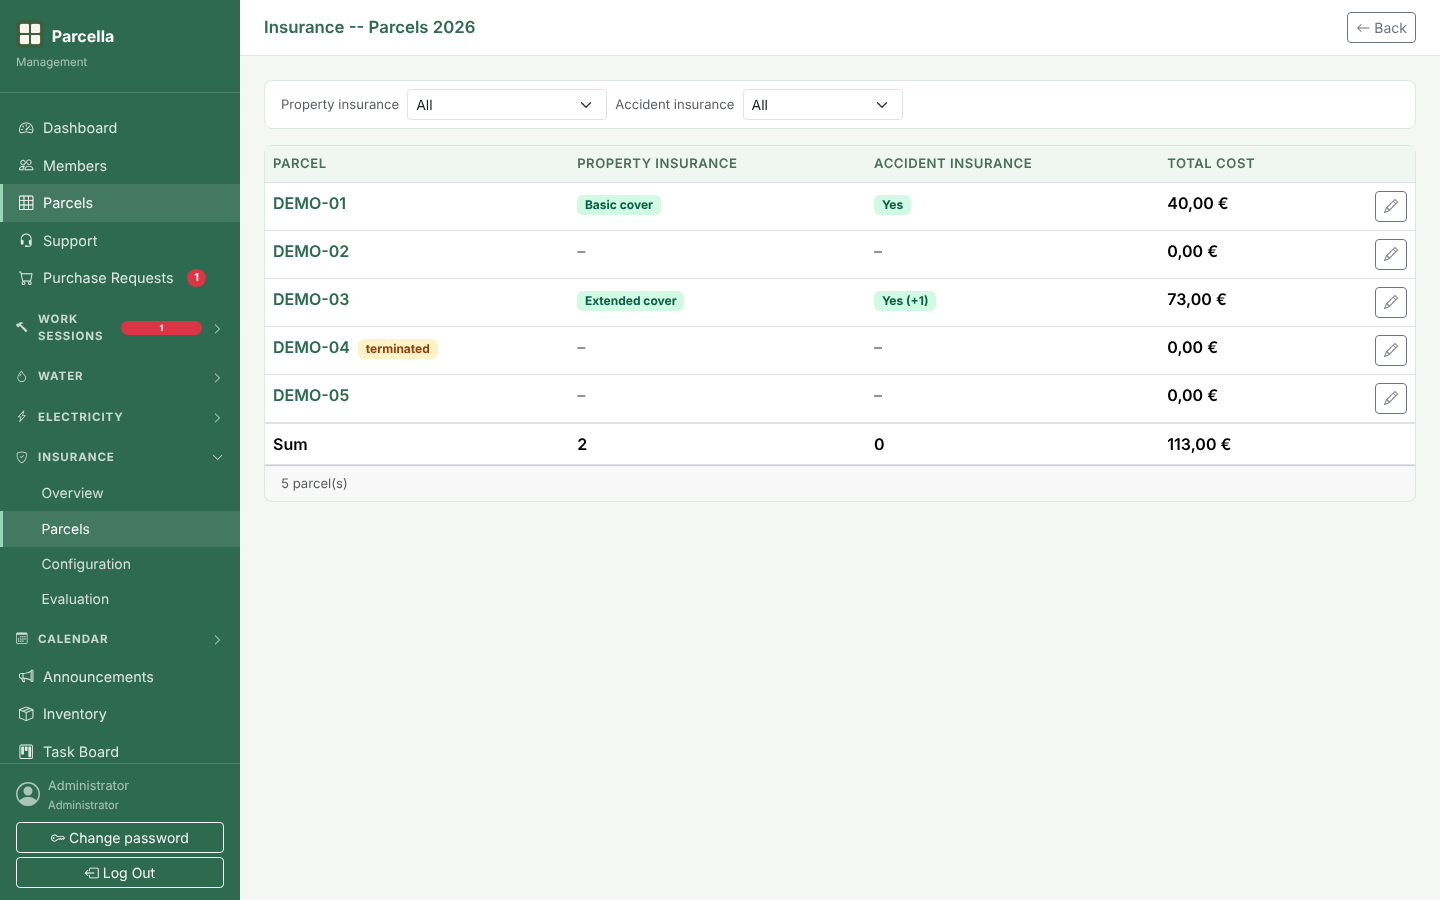 Parcella
Management
Dashboard
Members
Parcels
Support
Purchase Requests 1
WORK SESSIONS 1
WATER
ELECTRICITY
INSURANCE
Overview
Parcels
Configuration
Evaluation
CALENDAR
Announcements
Inventory
Task Board
Administrator
Administrator
Change password
Log Out
Insurance -- Parcels 2026
← Back
Property insurance All Accident insurance All
PARCEL PROPERTY INSURANCE ACCIDENT INSURANCE TOTAL COST
DEMO-01 Basic cover Yes 40,00 €
DEMO-02 – – 0,00 €
DEMO-03 Extended cover Yes (+1) 73,00 €
DEMO-04 terminated – – 0,00 €
DEMO-05 – – 0,00 €
Sum 2 0 113,00 €
5 parcel(s)